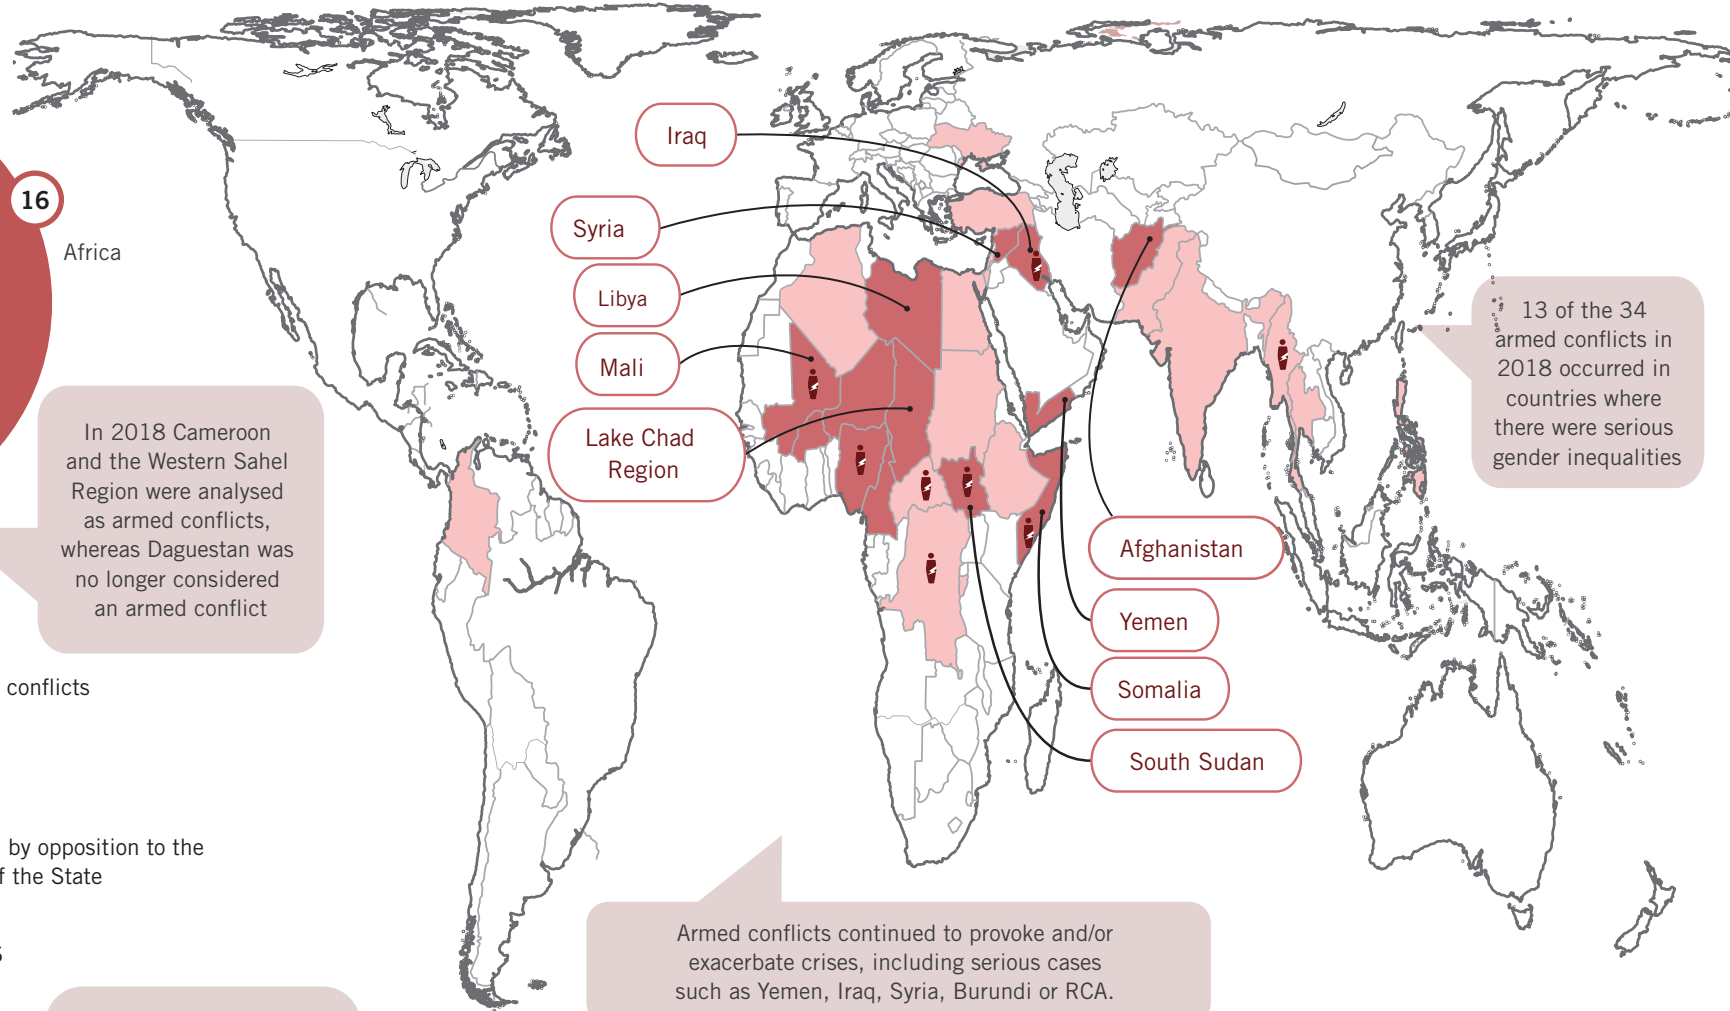 16
Africa
In 2018 Cameroon
and the Western Sahel
Region were analysed
as armed conflicts,
whereas Daguestan was
no longer considered
an armed conflict
conflicts
by opposition to the
f the State
Iraq
Syria
Libya
Mali
Lake Chad
Region
13 of the 34
armed conflicts in
2018 occurred in
countries where
there were serious
gender inequalities
Afghanistan
Yemen
Somalia
South Sudan
Armed conflicts continued to provoke and/or
exacerbate crises, including serious cases
such as Yemen, Iraq, Syria, Burundi or RCA.